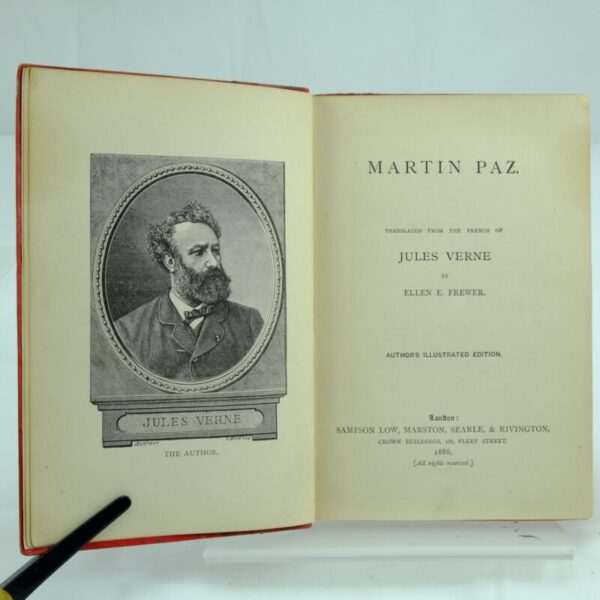 JULES VERNE
THE AUTHOR.
MARTIN PAZ.
TRANSLATED FROM THE FRENCH OF
JULES VERNE
BY
ELLEN E. FREWER.
AUTHOR'S ILLUSTRATED EDITION.
London:
SAMPSON LOW, MARSTON, SEARLE, & RIVINGTON,
CROWN BUILDINGS, 188, FLEET STREET.
1886.
[All rights reserved.]